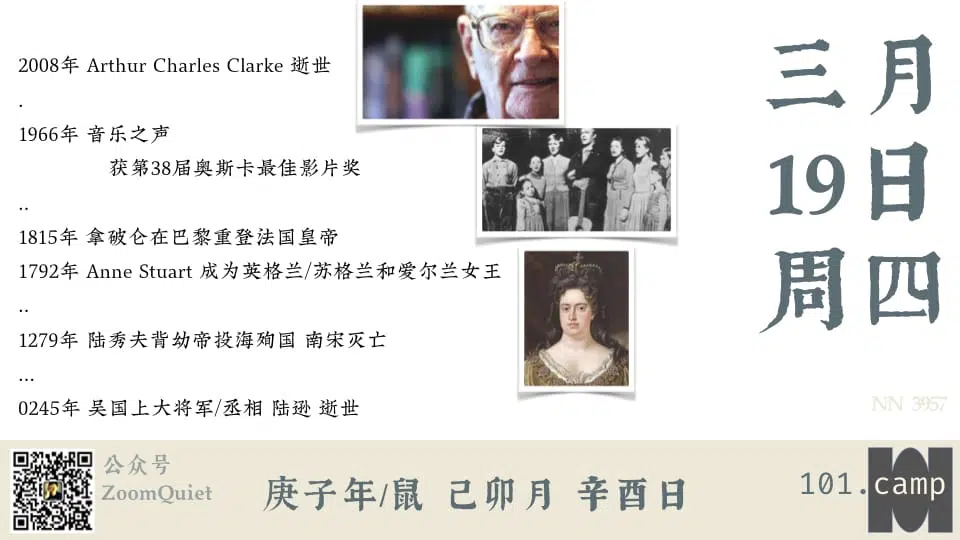 2008年 Arthur Charles Clarke 逝世
.
1966年 音乐之声
获第38届奥斯卡最佳影片奖
..
1815年 拿破仑在巴黎重登法国皇帝
1792年 Anne Stuart 成为英格兰/苏格兰和爱尔兰女王
..
1279年 陆秀夫背幼帝投海殉国 南宋灭亡
...
0245年 吴国上大将军/丞相 陆逊 逝世
三月
19日
周四
NN 3957
公众号
ZoomQuiet
庚子年/鼠 己卯月 辛酉日
101.camp